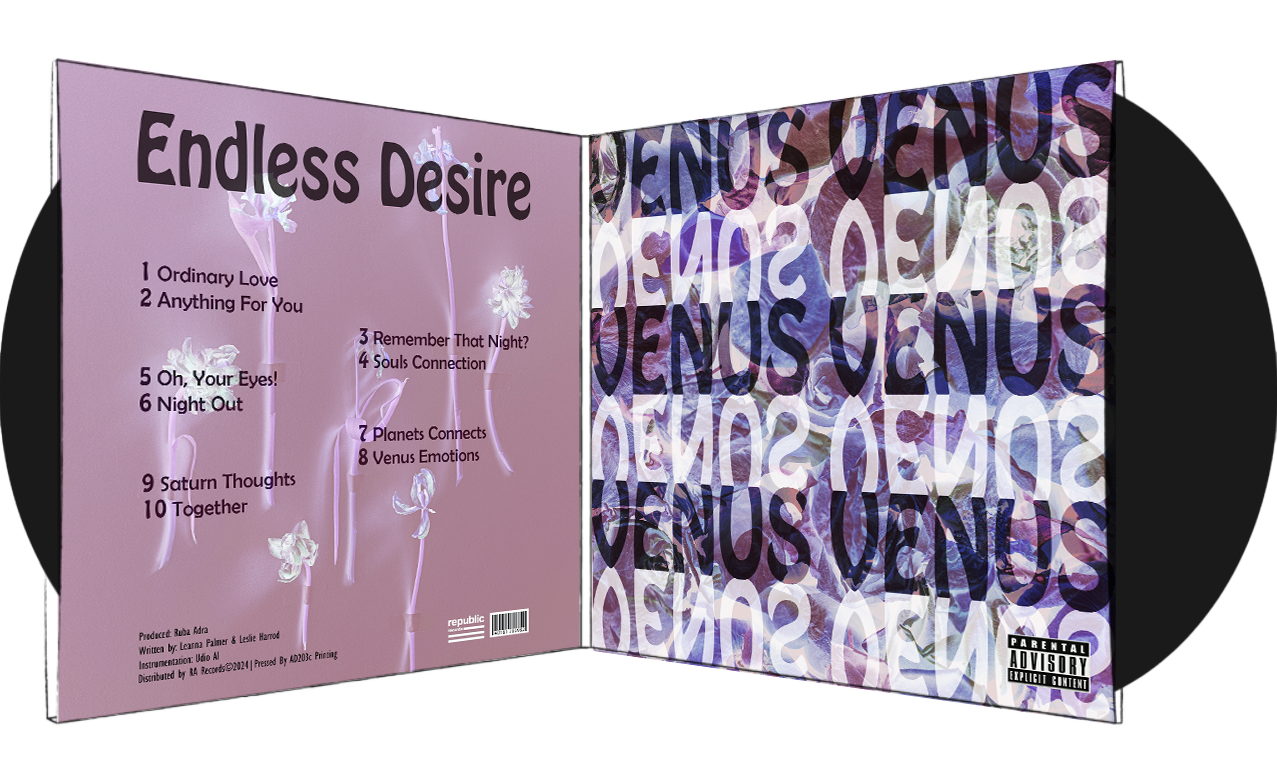 Endless Desire
1 Ordinary Love
2 Anything For You
3 Remember That Night?
4 Souls Connection
5 Oh, Your Eyes!
6 Night Out
7 Planets Connects
8 Venus Emotions
9 Saturn Thoughts
10 Together
Produced: Ruba Adra
Written by: Leanna Palmer & Leslie Harrod
Instrumentation: Udio AI
Distributed by RA Records©2024 | Pressed By AD203c Printing
republic
records
VENUS VENUS
VENUS VENUS
VENUS VENUS
VENUS VENUS
VENUS VENUS
VENUS VENUS
PARENTAL
ADVISORY
EXPLICIT CONTENT